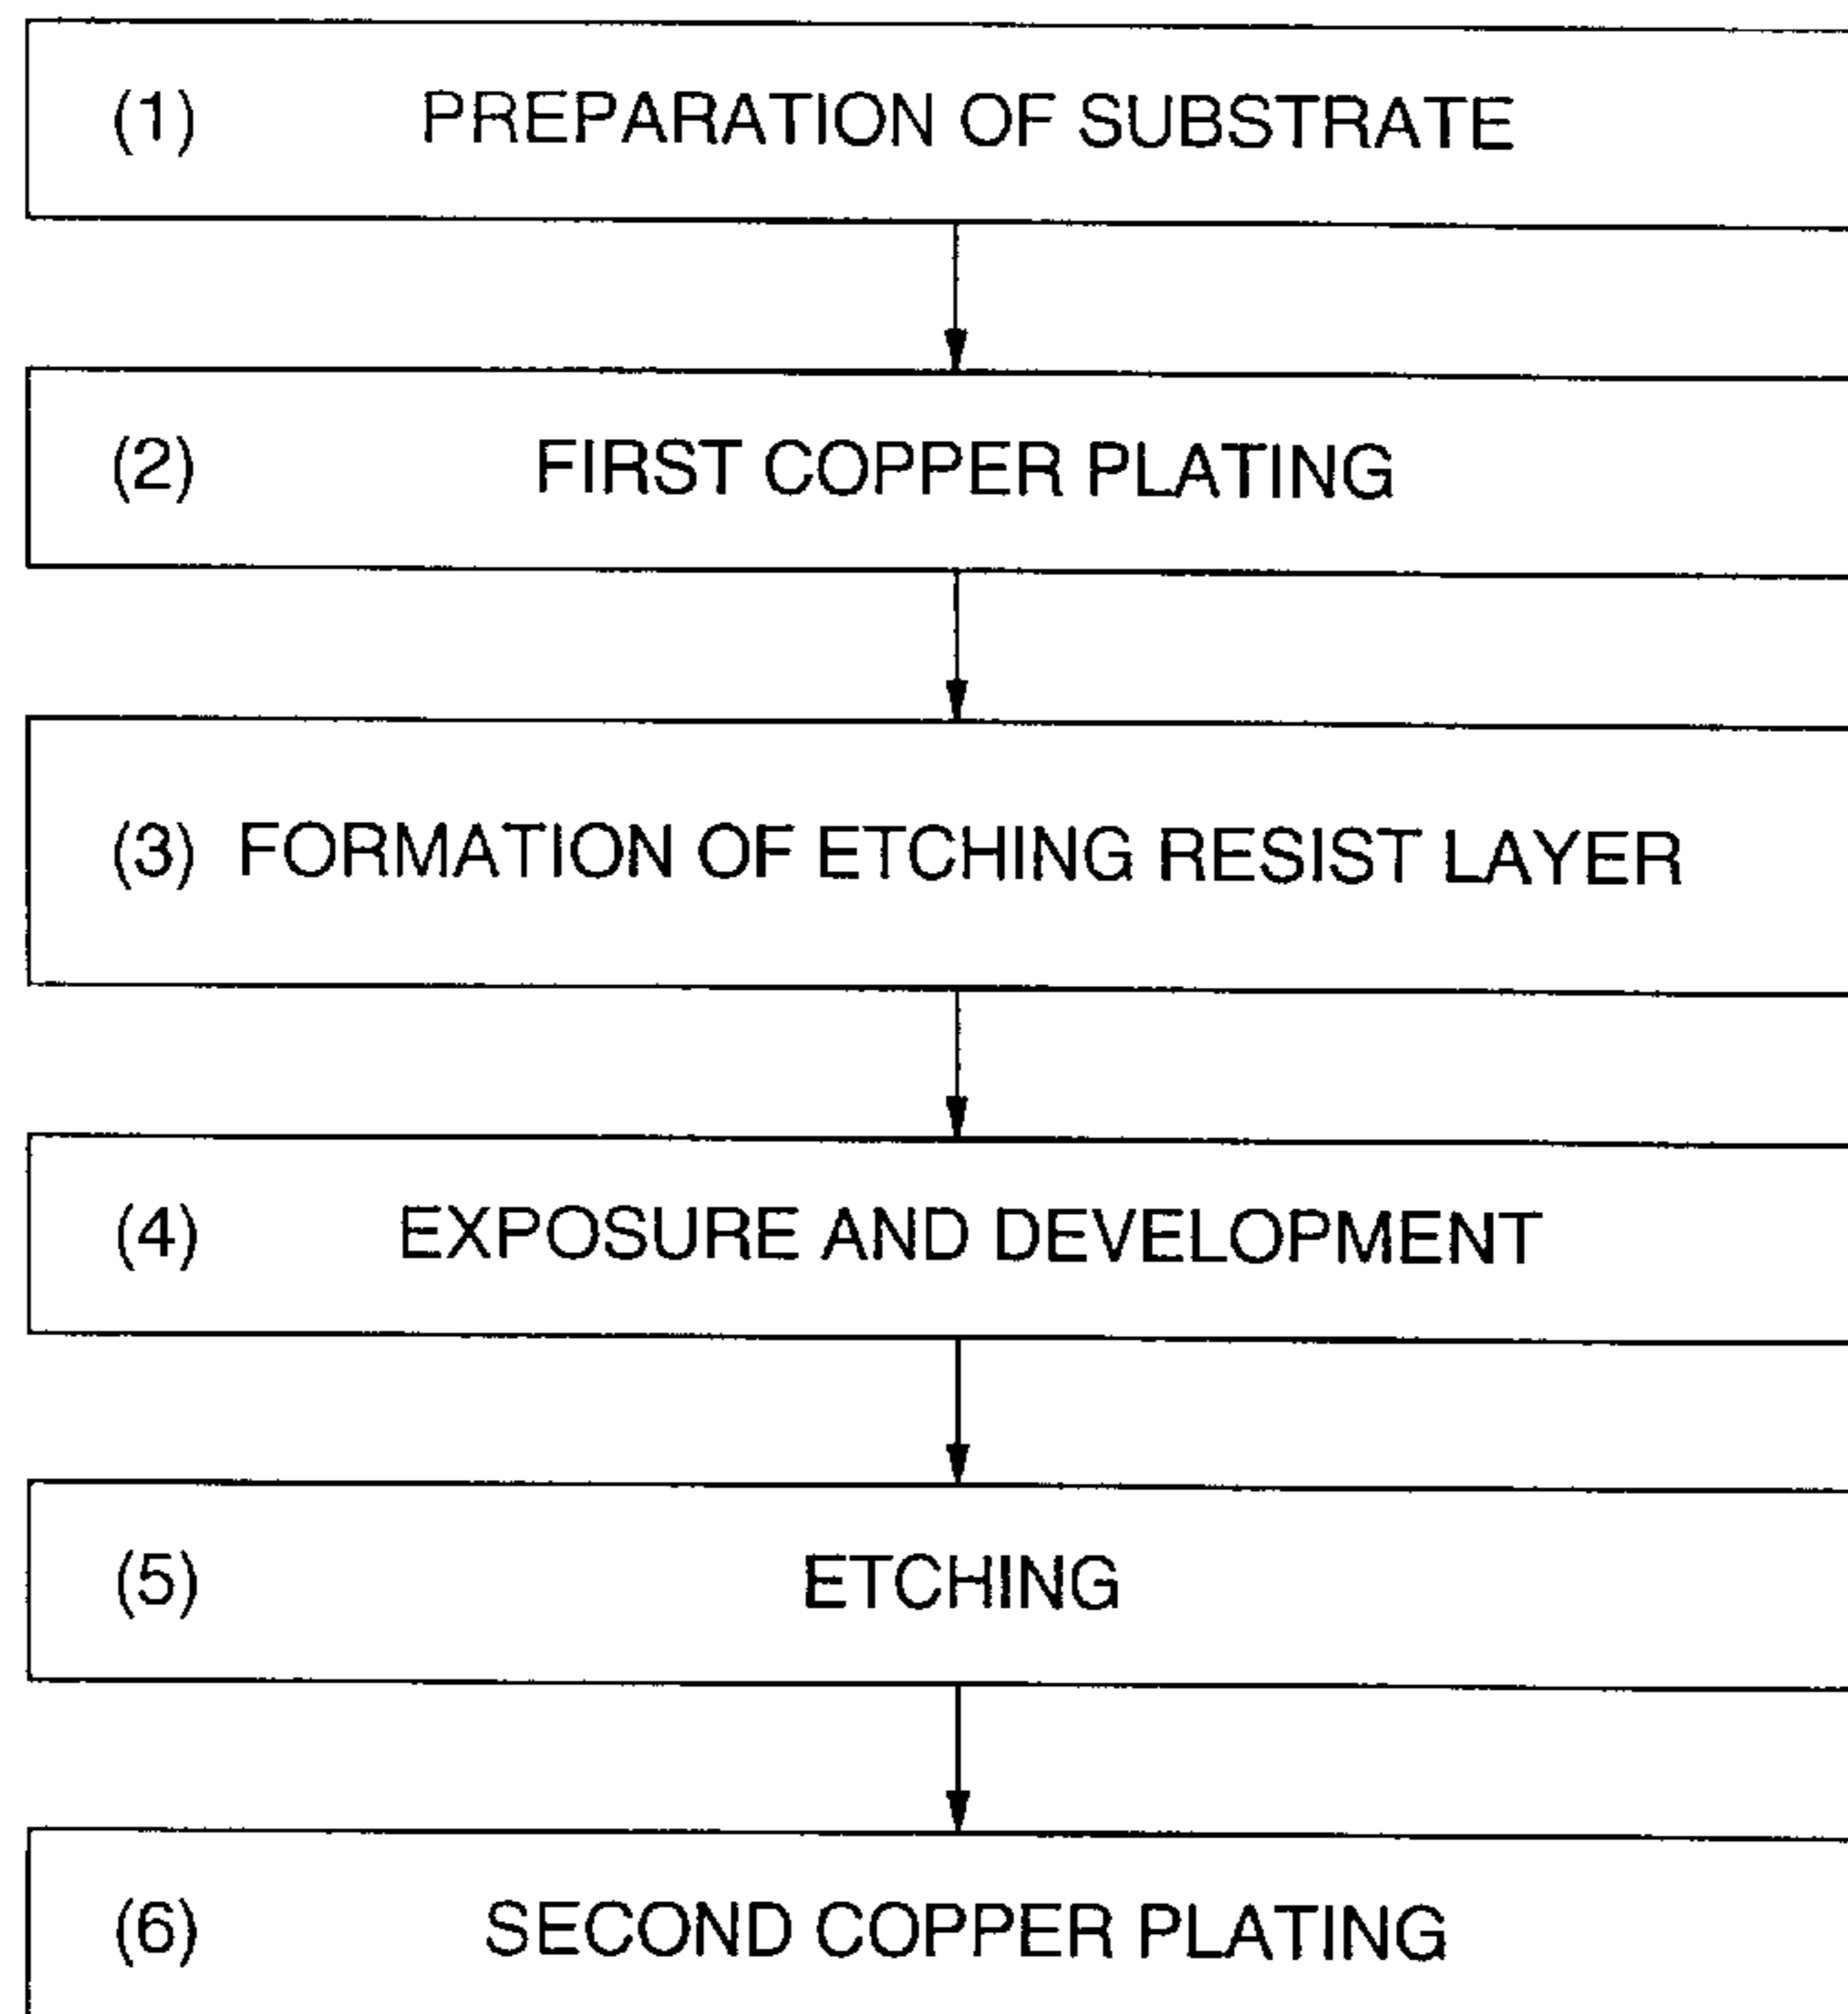 (1) PREPARATION OF SUBSTRATE
(2) FIRST COPPER PLATING
(3) FORMATION OF ETCHING RESIST LAYER
(4) EXPOSURE AND DEVELOPMENT
(5) ETCHING
(6) SECOND COPPER PLATING